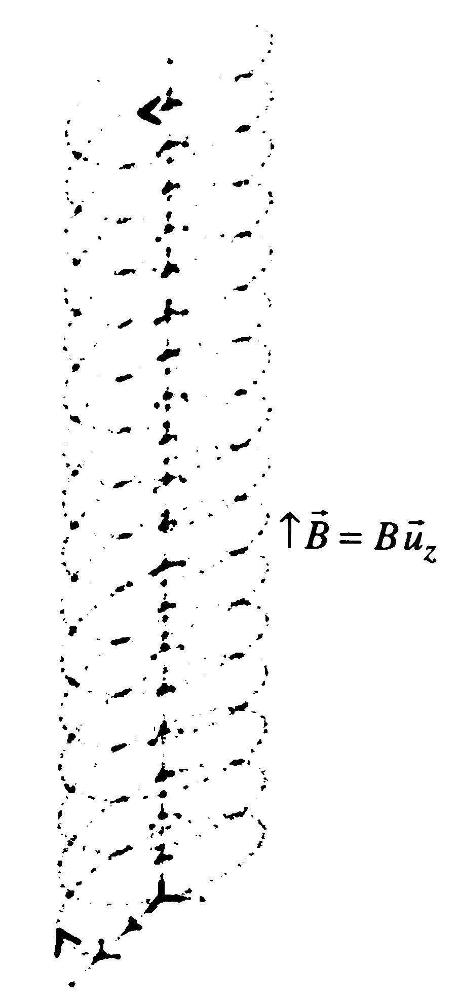 ↑B⃗ = Bu⃗_z